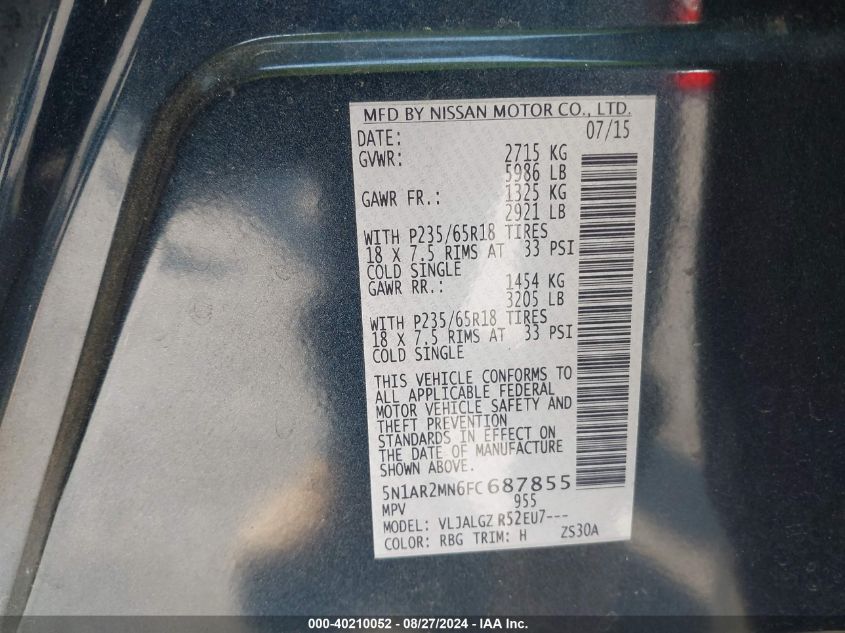 MFD BY NISSAN MOTOR CO., LTD.
DATE: 07/15
GVWR: 2715 KG
5986 LB
GAWR FR.: 1325 KG
2921 LB
WITH P235/65R18 TIRES
18 X 7.5 RIMS AT 33 PSI
COLD SINGLE
GAWR RR.: 1454 KG
3205 LB
WITH P235/65R18 TIRES
18 X 7.5 RIMS AT 33 PSI
COLD SINGLE
THIS VEHICLE CONFORMS TO
ALL APPLICABLE FEDERAL
MOTOR VEHICLE SAFETY AND
THEFT PREVENTION
STANDARDS IN EFFECT ON
THE DATE OF MANUFACTURE
SHOWN ABOVE.
5N1AR2MN6FC687855
MPV 955
MODEL: VLJALGZ R52EU7---
COLOR: RBG TRIM: H ZS30A
000-40210052 - 08/27/2024 - IAA, Inc.